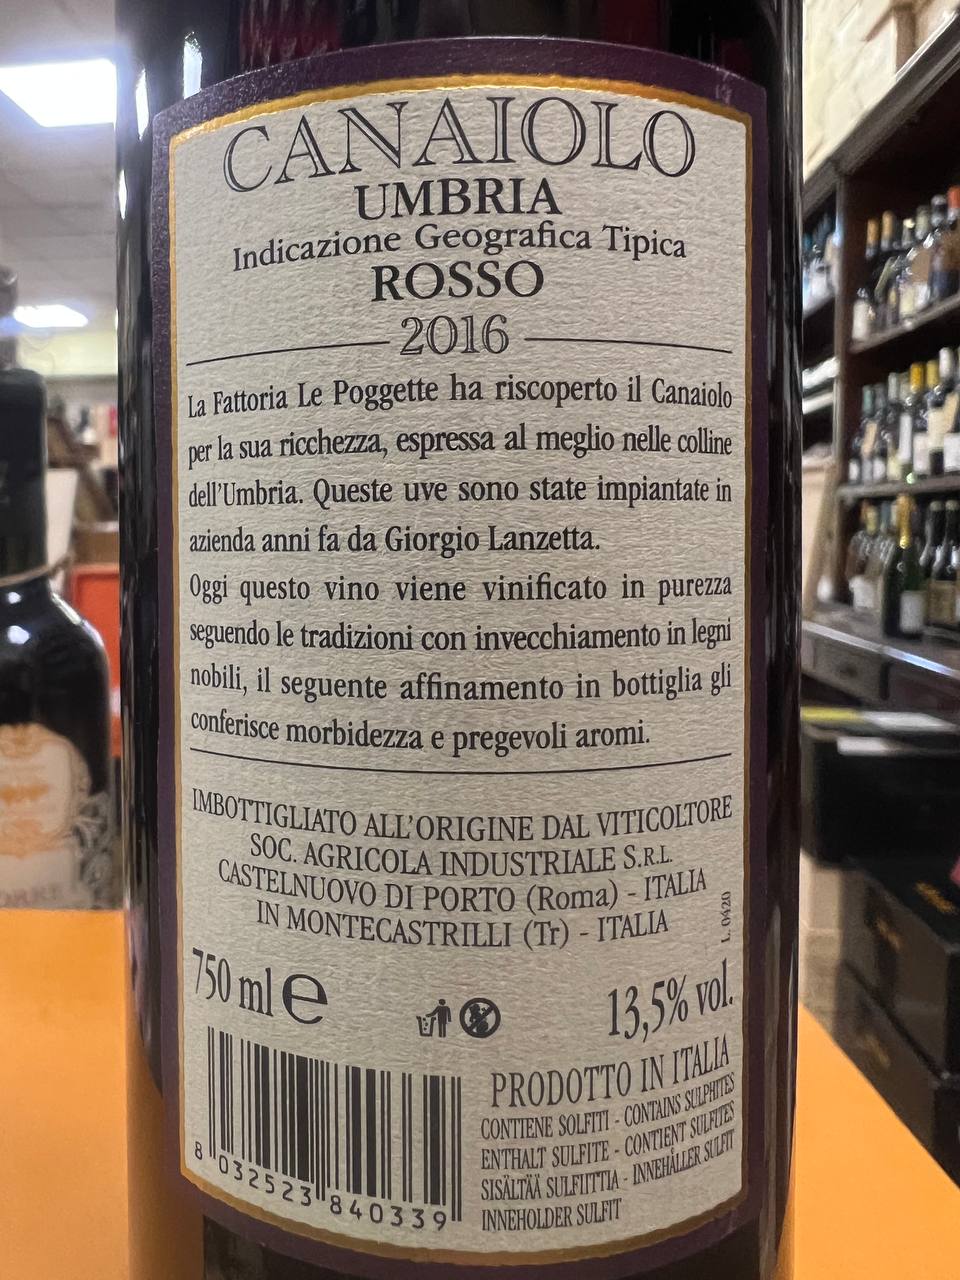 CANAIOLO
UMBRIA
Indicazione Geografica Tipica
ROSSO
2016
La Fattoria Le Poggette ha riscoperto il Canaiolo
per la sua ricchezza, espressa al meglio nelle colline
dell'Umbria. Queste uve sono state impiantate in
azienda anni fa da Giorgio Lanzetta.
Oggi questo vino viene vinificato in purezza
seguendo le tradizioni con invecchiamento in legni
nobili, il seguente affinamento in bottiglia gli
conferisce morbidezza e pregevoli aromi.
IMBOTTIGLIATO ALL'ORIGINE DAL VITICOLTORE
SOC. AGRICOLA INDUSTRIALE S.R.L.
CASTELNUOVO DI PORTO (Roma) - ITALIA
IN MONTECASTRILLI (Tr) - ITALIA
L. 0420
750 ml e
13,5% vol.
PRODOTTO IN ITALIA
CONTIENE SOLFITI - CONTAINS SULPHITES
ENTHALT SULFITE - CONTIENT SULFITES
SISÄLTÄÄ SULFIITTIA - INNEHÅLLER SULFIT
INNEHOLDER SULFIT
8 032523 840339